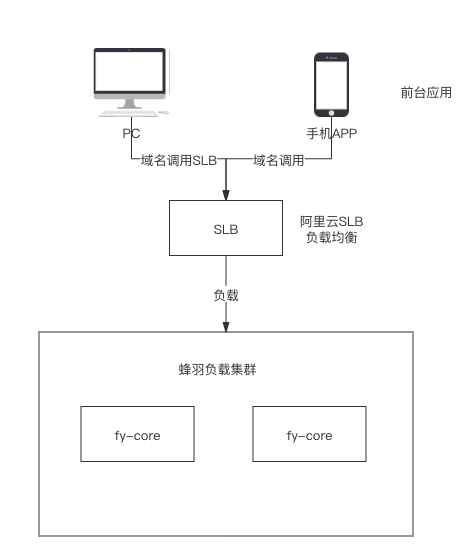 前台应用
PC
手机APP
域名调用SLB
域名调用
SLB
阿里云SLB
负载均衡
负载
蜂羽负载集群
fy-core
fy-core